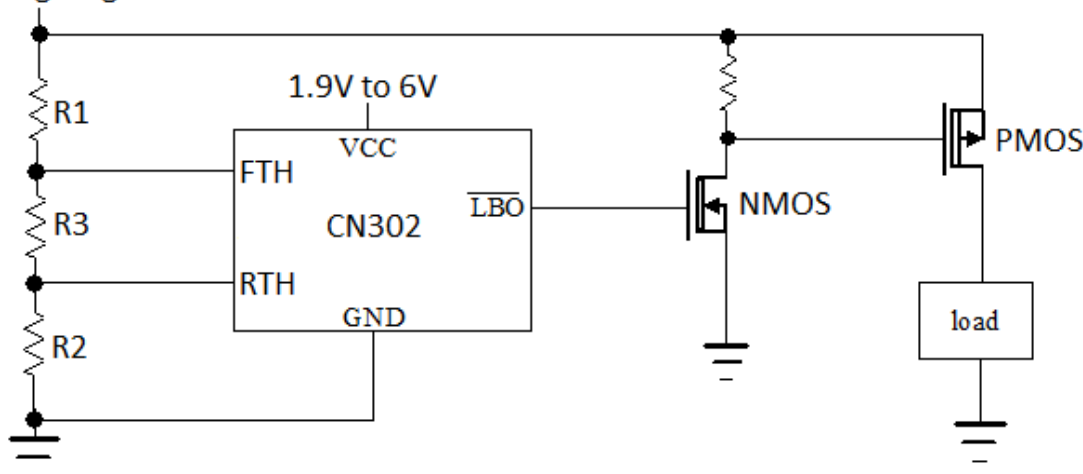 1.9V to 6V
R1
VCC
FTH
PMOS
LBO
NMOS
CN302
R3
RTH
GND
load
R2